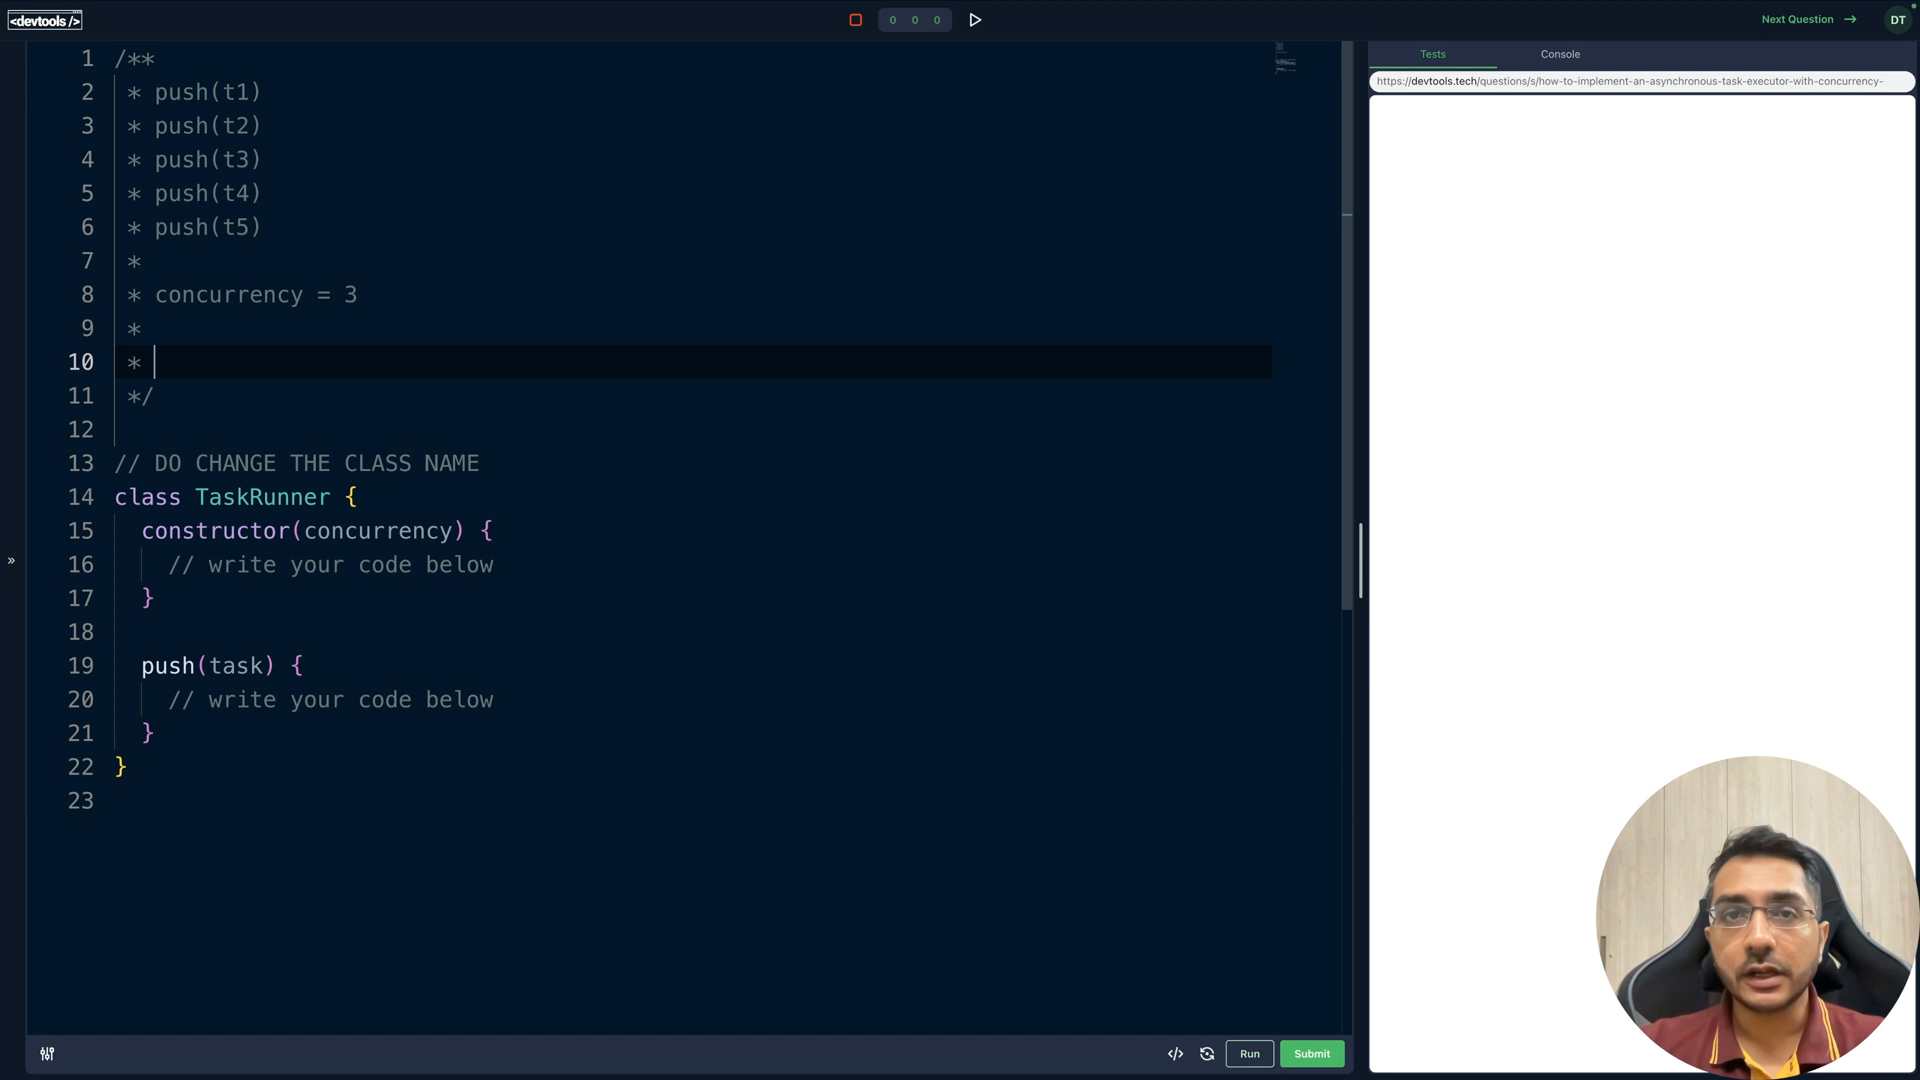 <devtools />
0 0 0
Next Question →
DT
Tests
Console
https://devtools.tech/questions/s/how-to-implement-an-asynchronous-task-executor-with-concurrency-
1 /**
2 * push(t1)
3 * push(t2)
4 * push(t3)
5 * push(t4)
6 * push(t5)
7 *
8 * concurrency = 3
9 *
10 *
11 */
12
13 // DO CHANGE THE CLASS NAME
14 class TaskRunner {
15 constructor(concurrency) {
16 // write your code below
17 }
18
19 push(task) {
20 // write your code below
21 }
22 }
23
»
</>
Run
Submit